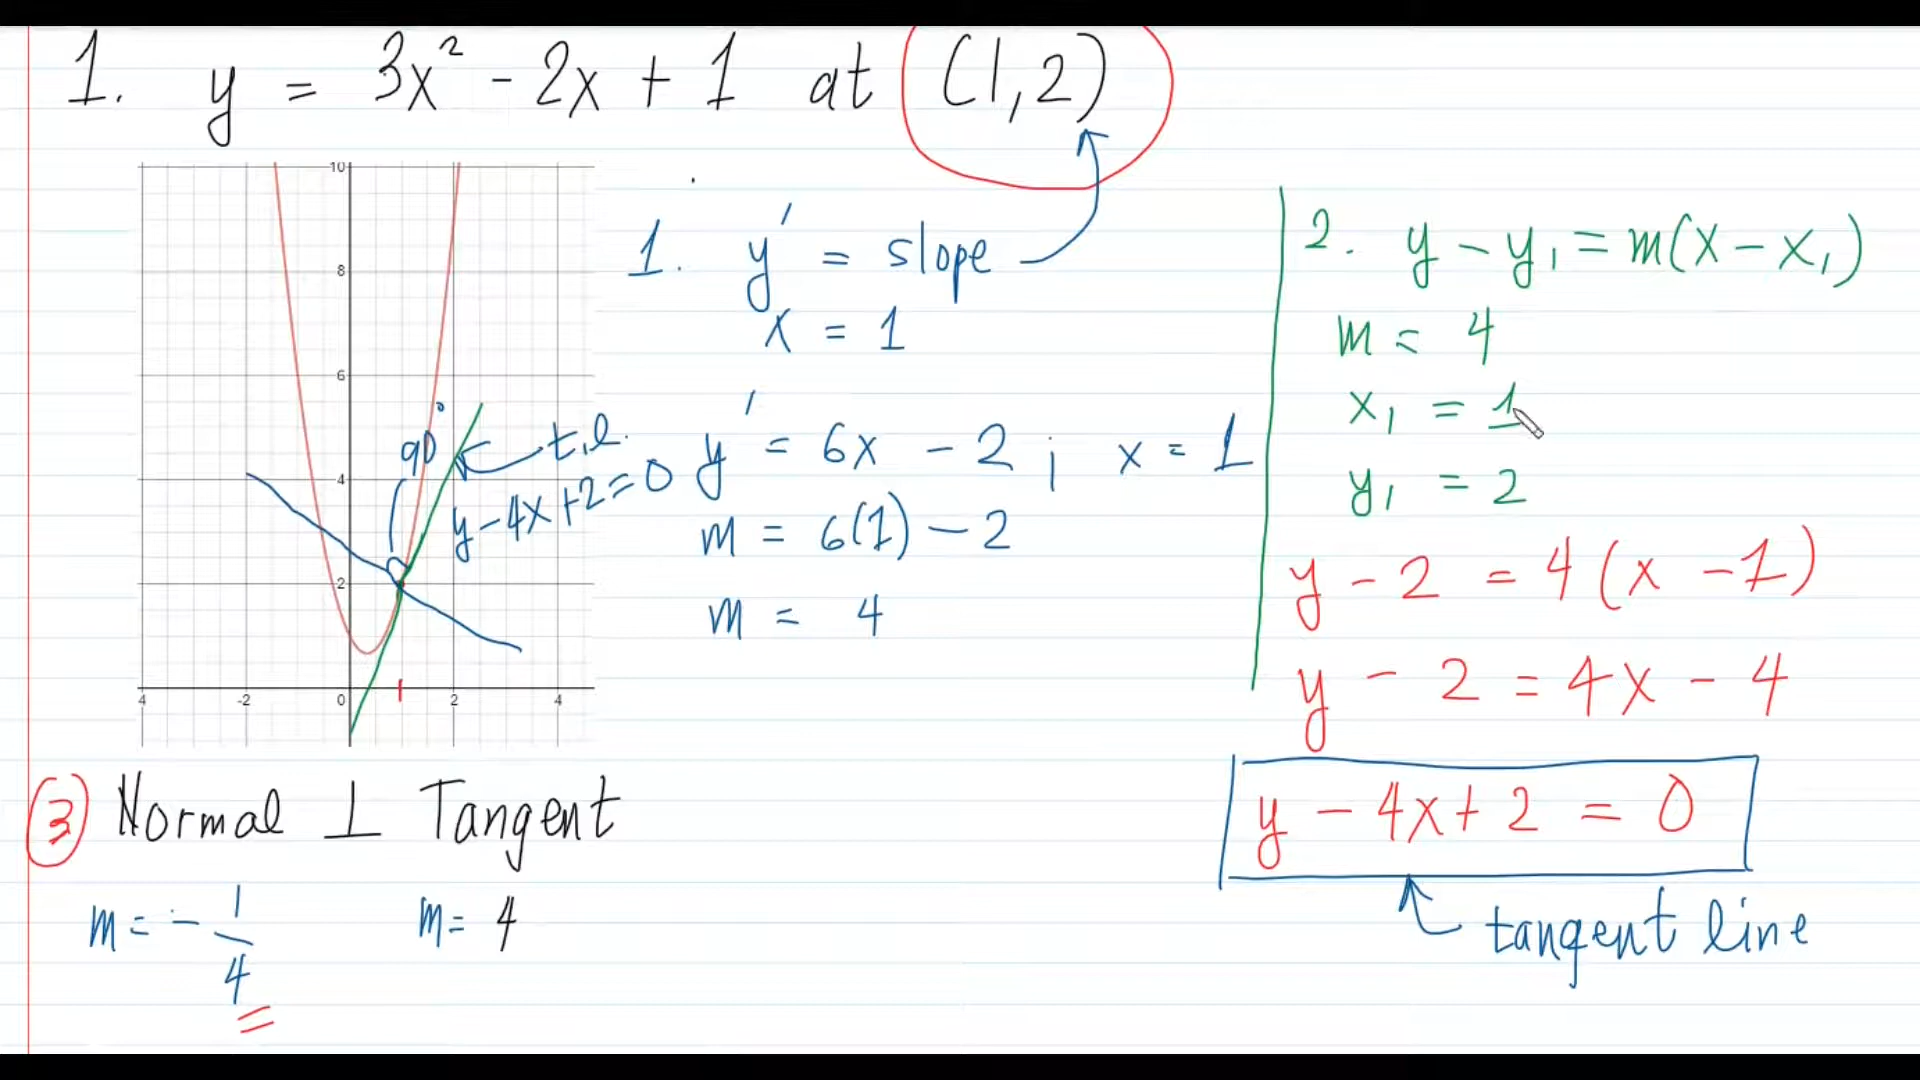 1. y = 3x² - 2x + 1 at (1,2)
10
8
6
4
2
4 -2 0 2 4
90°
t.l.
y - 4x + 2 = 0
1. y' = slope
x = 1
y' = 6x - 2 ; x = 1
m = 6(1) - 2
m = 4
2. y - y₁ = m(x - x₁)
m = 4
x₁ = 1
y₁ = 2
y - 2 = 4(x - 1)
y - 2 = 4x - 4
y - 4x + 2 = 0
tangent line
3 Normal ⊥ Tangent
m = - 1/4 m = 4